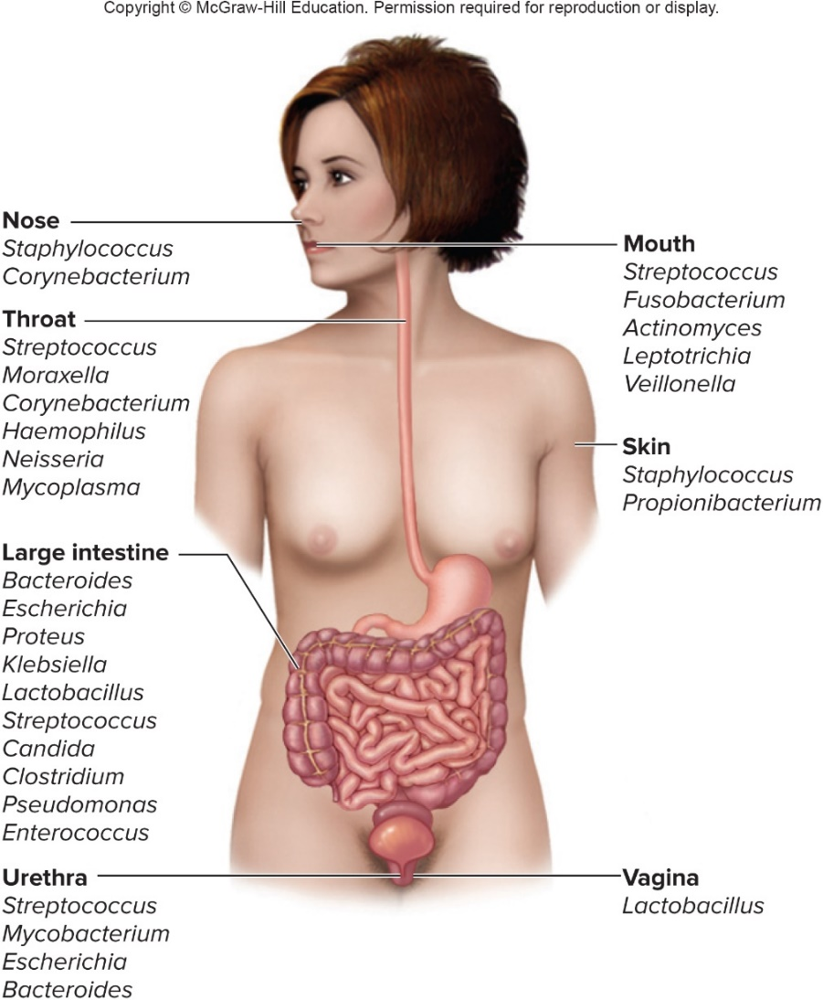 Copyright © McGraw-Hill Education. Permission required for reproduction or display.
Nose
Staphylococcus
Corynebacterium
Throat
Streptococcus
Moraxella
Corynebacterium
Haemophilus
Neisseria
Mycoplasma
Large intestine
Bacteroides
Escherichia
Proteus
Klebsiella
Lactobacillus
Streptococcus
Candida
Clostridium
Pseudomonas
Enterococcus
Urethra
Streptococcus
Mycobacterium
Escherichia
Bacteroides
Mouth
Streptococcus
Fusobacterium
Actinomyces
Leptotrichia
Veillonella
Skin
Staphylococcus
Propionibacterium
Vagina
Lactobacillus